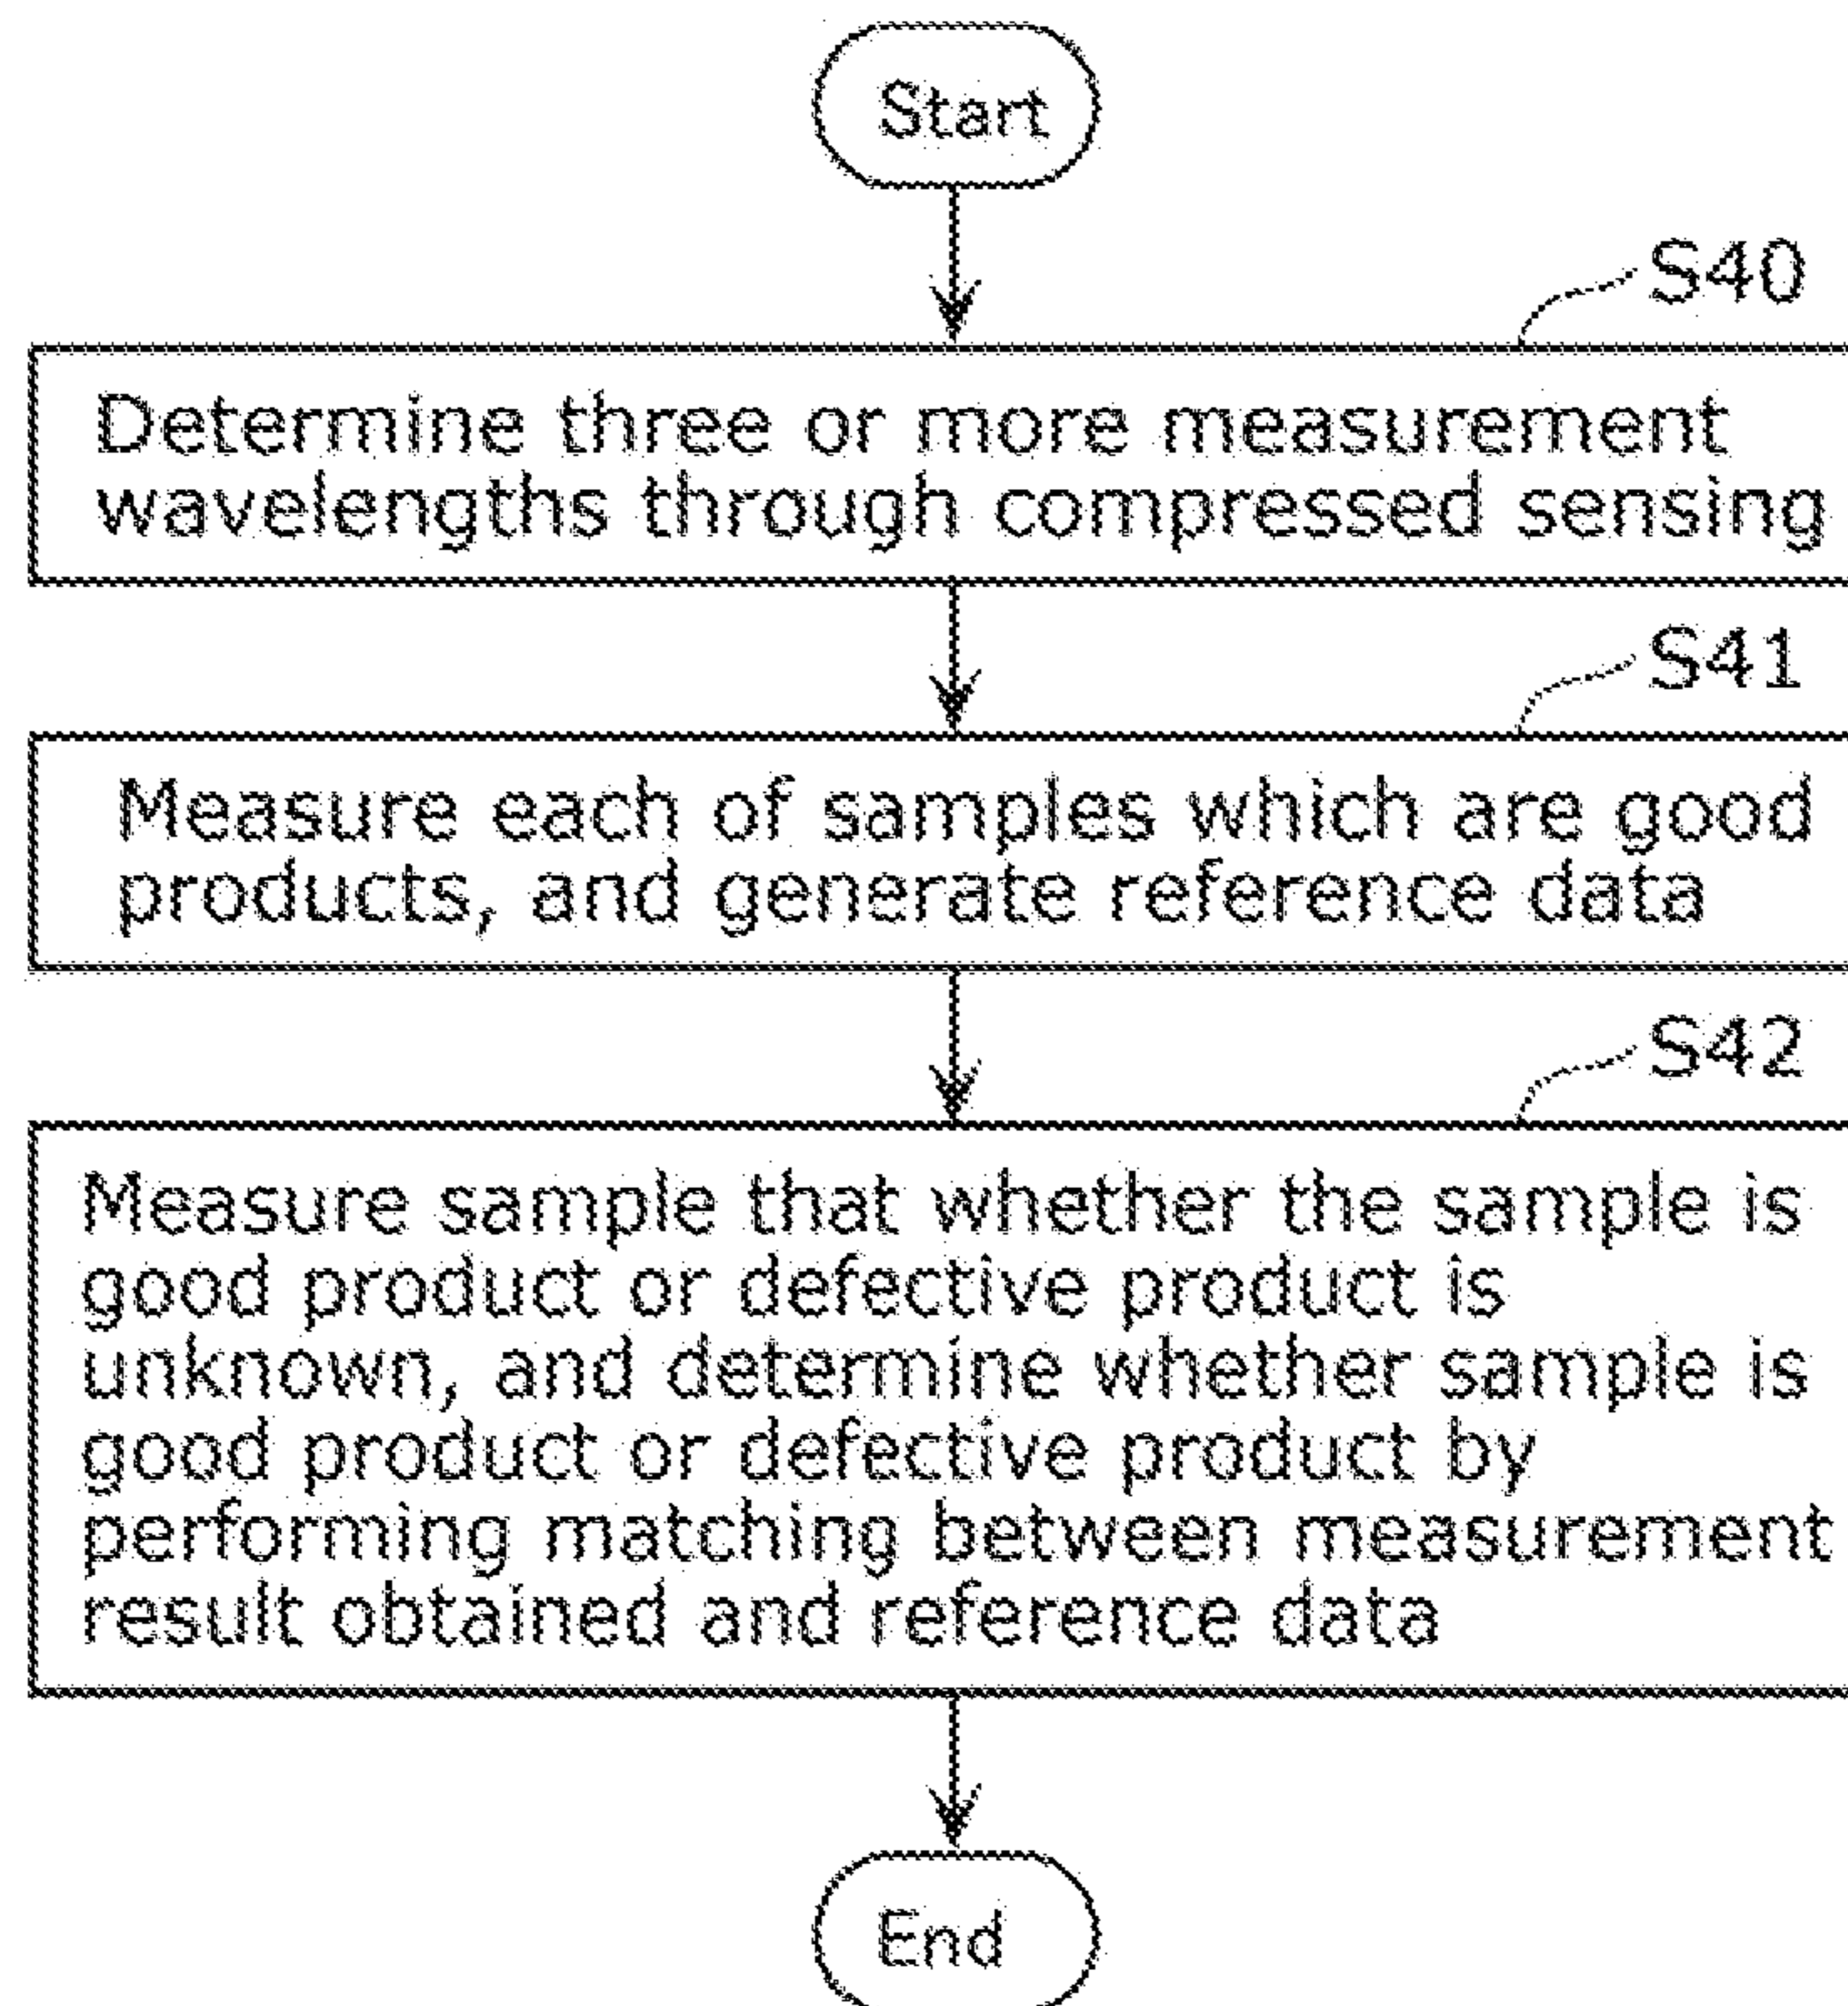 Start
S40
Determine three or more measurement
wavelengths through compressed sensing
S41
Measure each of samples which are good
products, and generate reference data
S42
Measure sample that whether the sample is
good product or defective product is
unknown, and determine whether sample is
good product or defective product by
performing matching between measurement
result obtained and reference data
End